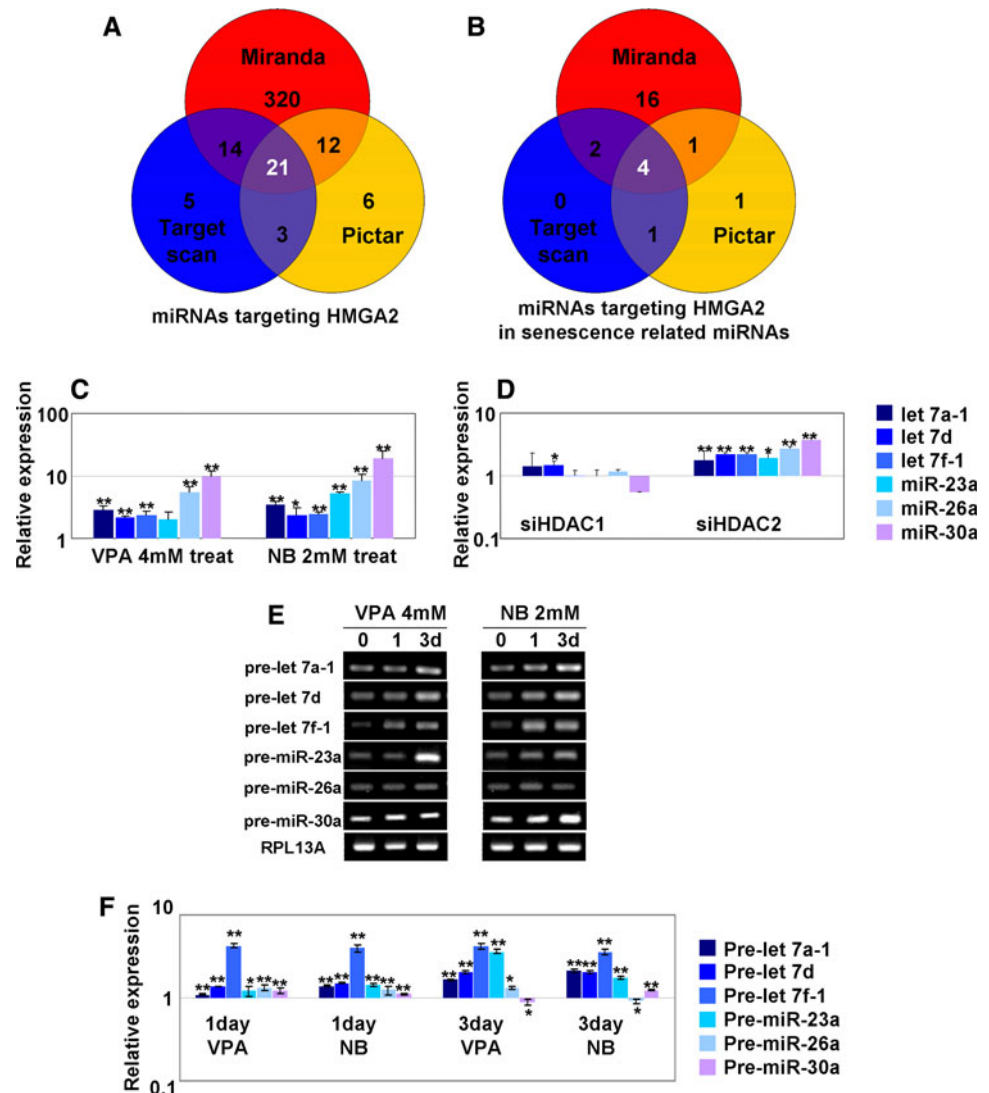 A
Miranda
320
14
12
21
5
6
Target
scan
3
Pictar
miRNAs targeting HMGA2
B
Miranda
16
2
1
4
0
1
Target
scan
1
Pictar
miRNAs targeting HMGA2
in senescence related miRNAs
C
Relative expression
100
10
1
** ** ** ** **
** * ** ** ** **
VPA 4mM treat
NB 2mM treat
D
Relative expression
10
1
0.1
*
** ** ** * ** **
siHDAC1
siHDAC2
let 7a-1
let 7d
let 7f-1
miR-23a
miR-26a
miR-30a
E
VPA 4mM
NB 2mM
0 1 3d
0 1 3d
pre-let 7a-1
pre-let 7d
pre-let 7f-1
pre-miR-23a
pre-miR-26a
pre-miR-30a
RPL13A
F
Relative expression
10
1
0.1
** ** ** * ** **
** ** ** ** ** **
** ** ** ** * *
** ** ** ** * **
1day
VPA
1day
NB
3day
VPA
3day
NB
Pre-let 7a-1
Pre-let 7d
Pre-let 7f-1
Pre-miR-23a
Pre-miR-26a
Pre-miR-30a